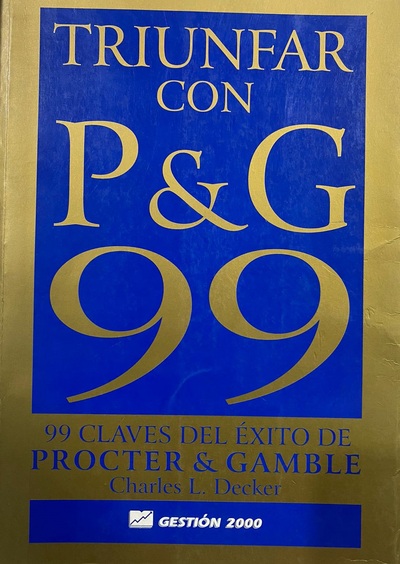 TRIUNFAR
CON
P&G
99
99 CLAVES DEL ÉXITO DE
PROCTER & GAMBLE
Charles L. Decker
GESTIÓN 2000